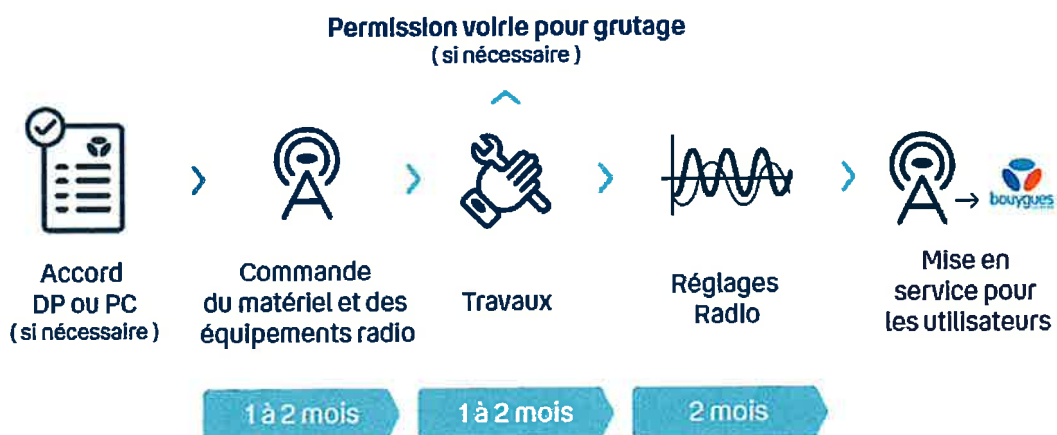 Permission voirie pour grutage
( si nécessaire )
Accord
DP ou PC
( si nécessaire )
Commande
du matériel et des
équipements radio
Travaux
Réglages
Radio
bouygues
Mise en
service pour
les utilisateurs
1 à 2 mois
1 à 2 mois
2 mois